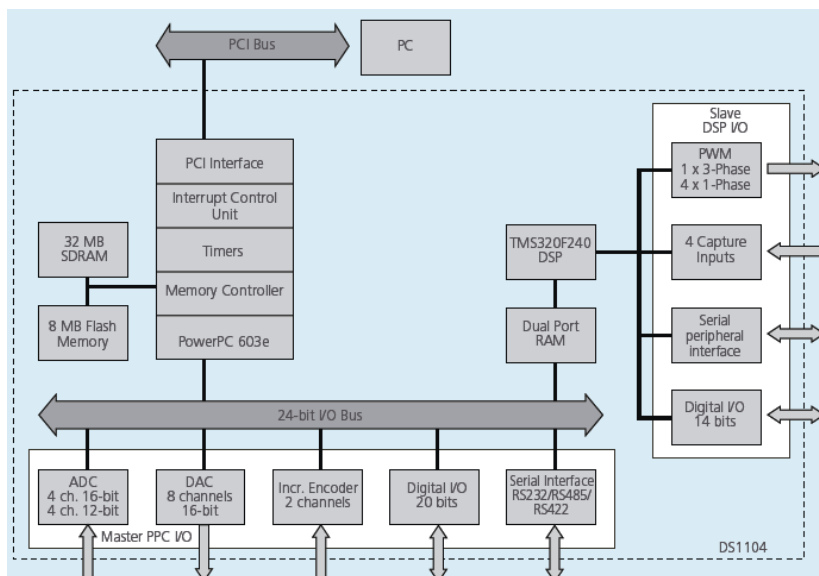 PCI Bus
PC
Slave
DSP I/O
PCI Interface
Interrupt Control
Unit
Timers
Memory Controller
PowerPC 603e
32 MB
SDRAM
8 MB Flash
Memory
TMS320F240
DSP
Dual Port
RAM
PWM
1 x 3-Phase
4 x 1-Phase
4 Capture
Inputs
Serial
peripheral
interface
Digital I/O
14 bits
24-bit I/O Bus
ADC
4 ch. 16-bit
4 ch. 12-bit
DAC
8 channels
16-bit
Incr. Encoder
2 channels
Digital I/O
20 bits
Serial Interface
RS232/RS485/
RS422
Master PPC I/O
DS1104